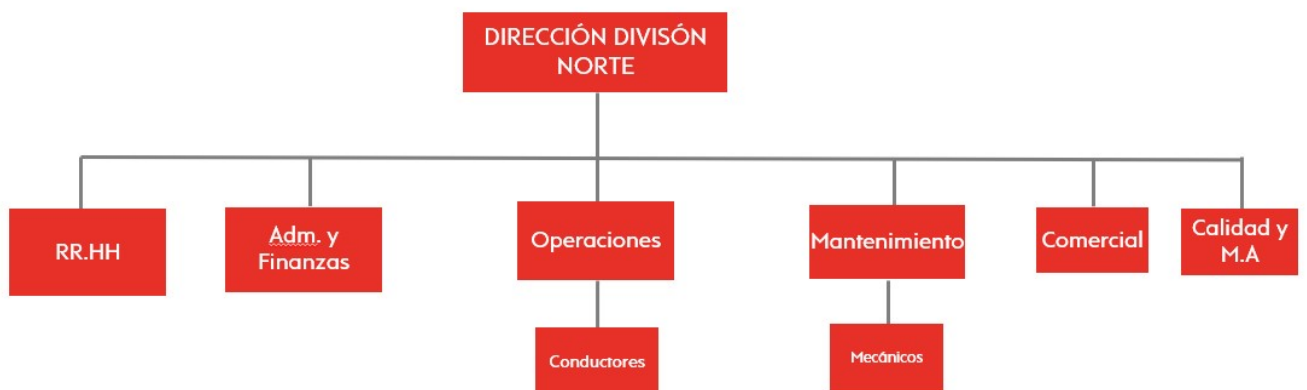 DIRECCIÓN DIVISÓN
NORTE
RR.HH
Adm. y
Finanzas
Operaciones
Mantenimiento
Comercial
Calidad y
M.A
Conductores
Mecánicos